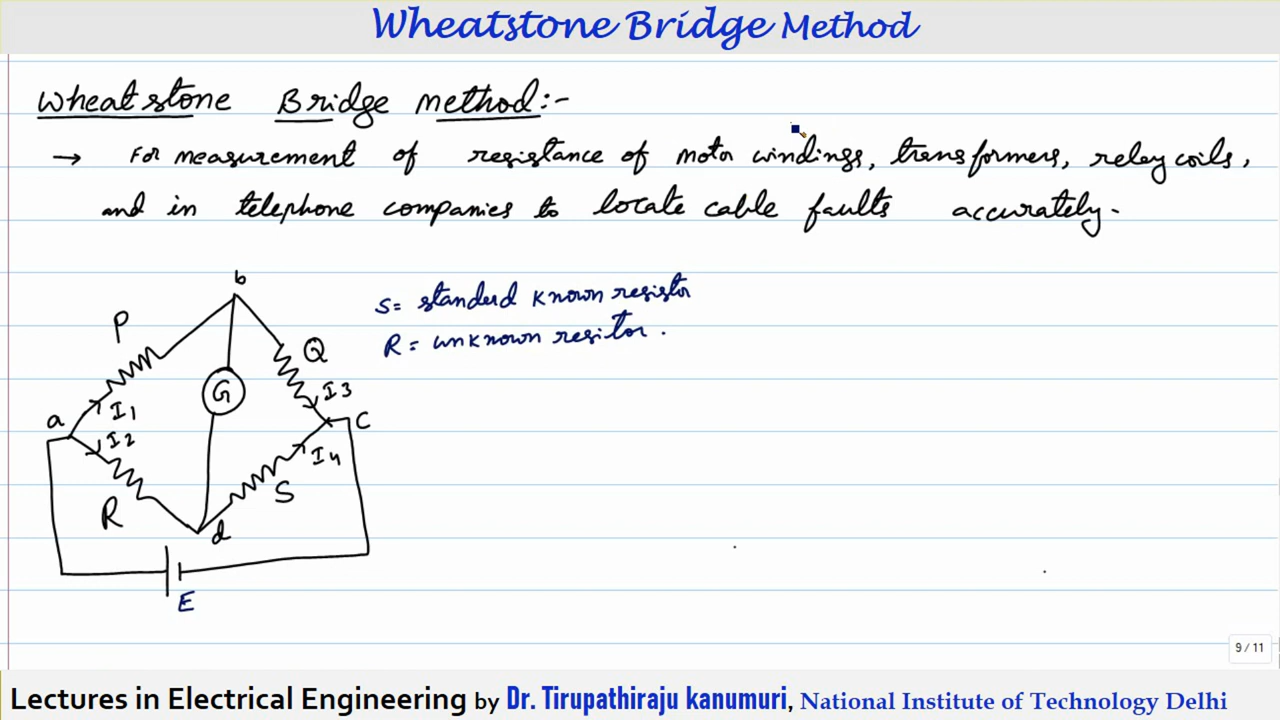 Wheatstone Bridge Method
Wheatstone Bridge Method:-
→ For measurement of resistance of motor windings, transformers, relay coils,
and in telephone companies to locate cable faults accurately.
b
S= standard known resistor
R= unknown resitor.
P
Q
G
I3
a
I1
C
I2
I4
S
R
d
E
9 / 11
Lectures in Electrical Engineering by Dr. Tirupathiraju kanumuri, National Institute of Technology Delhi